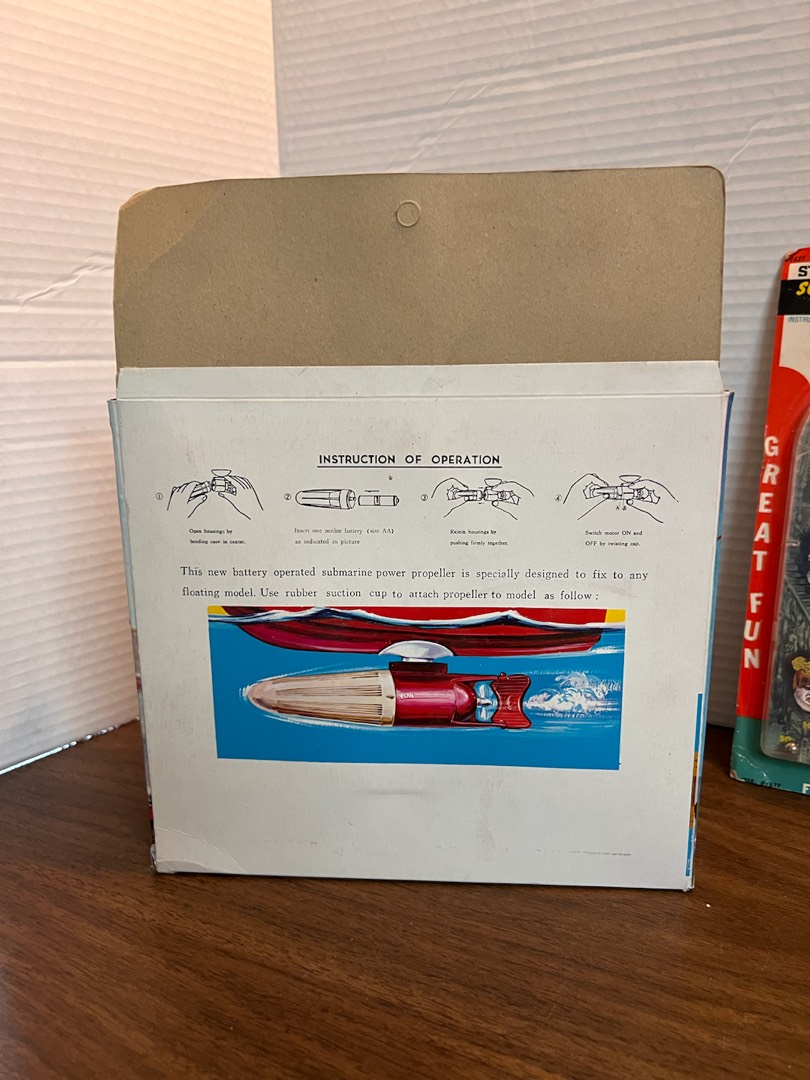 INSTRUCTION OF OPERATION
①
Open housings by
bending cast in center.
②
Insert one penlite battery (size AA)
as indicated in picture
③
Rejoin housings by
pushing firmly together.
④
Switch motor ON and
OFF by twisting cap.
This new battery operated submarine power propeller is specially designed to fix to any
floating model. Use rubber suction cup to attach propeller to model as follow :
GREAT FUN